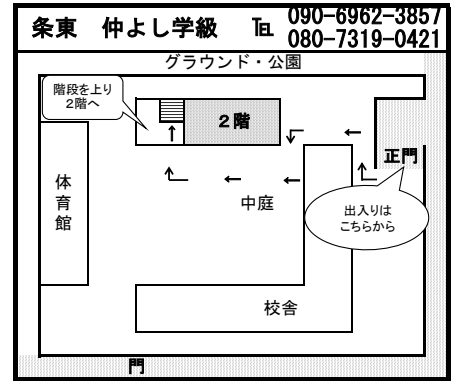 条東 仲よし学級 ℡ 090-6962-3857
080-7319-0421
グラウンド・公園
階段を上り
2階へ
2階
正門
体育館
中庭
出入りは
こちらから
校舎
門